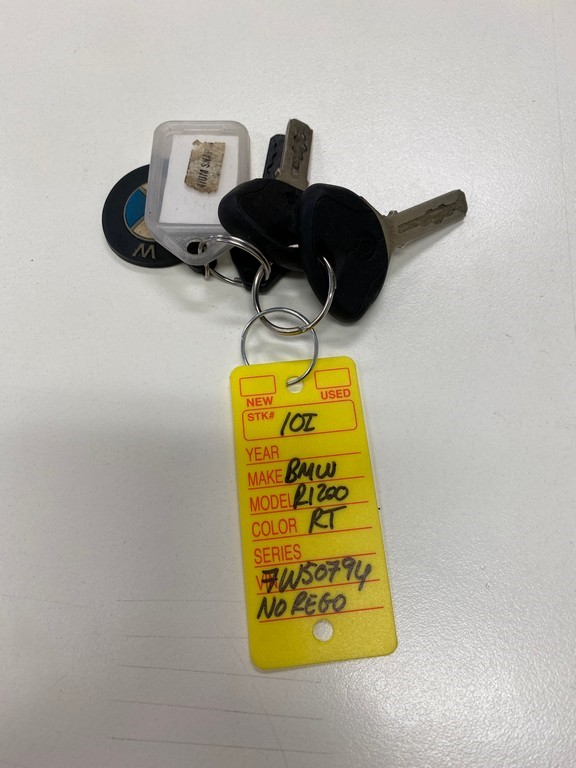 W
NEW USED
STK# 10I
YEAR
MAKE BMW
MODEL R1200
COLOR RT
SERIES
7W50794
NO REGO